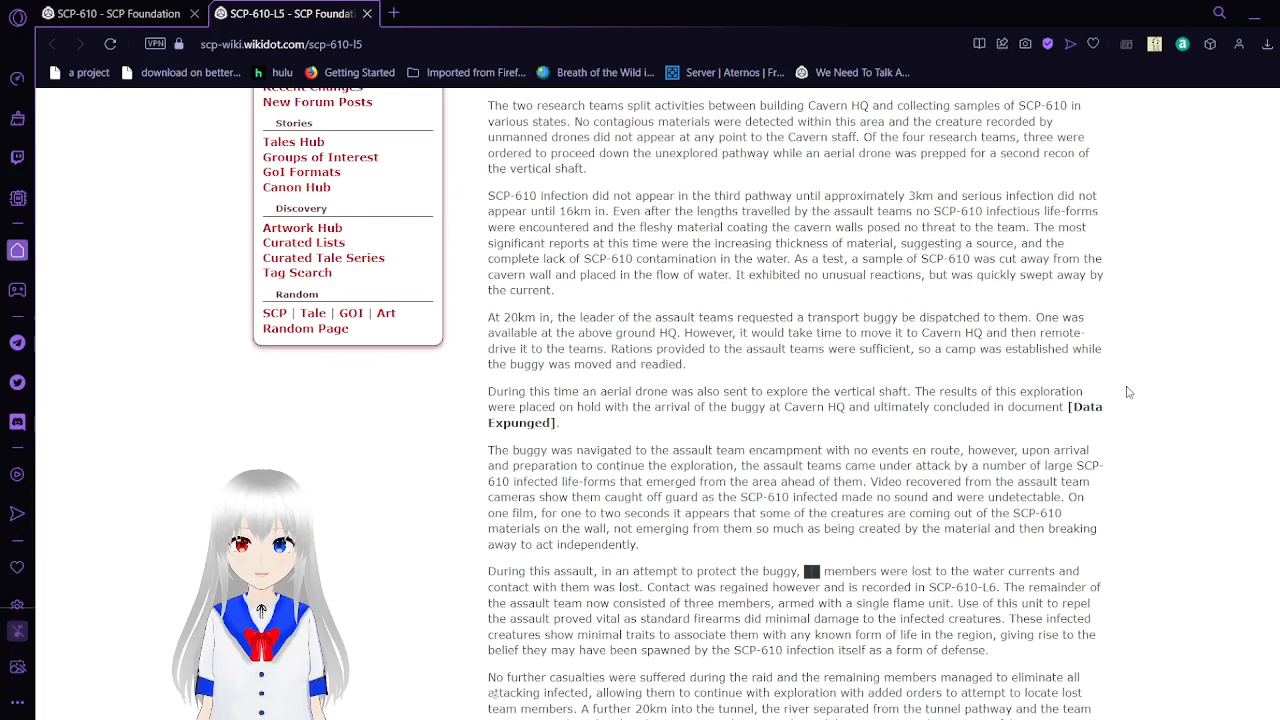 SCP-610 - SCP Foundation
SCP-610-L5 - SCP Foundati
VPN
scp-wiki.wikidot.com/scp-610-l5
a project
download on better...
hulu
Getting Started
Imported from Firef...
Breath of the Wild i...
Server | Aternos | Fr...
We Need To Talk A...
Recent Changes
New Forum Posts
Stories
Tales Hub
Groups of Interest
GoI Formats
Canon Hub
Discovery
Artwork Hub
Curated Lists
Curated Tale Series
Tag Search
Random
SCP | Tale | GOI | Art
Random Page
The two research teams split activities between building Cavern HQ and collecting samples of SCP-610 in
various states. No contagious materials were detected within this area and the creature recorded by
unmanned drones did not appear at any point to the Cavern staff. Of the four research teams, three were
ordered to proceed down the unexplored pathway while an aerial drone was prepped for a second recon of
the vertical shaft.
SCP-610 infection did not appear in the third pathway until approximately 3km and serious infection did not
appear until 16km in. Even after the lengths travelled by the assault teams no SCP-610 infectious life-forms
were encountered and the fleshy material coating the cavern walls posed no threat to the team. The most
significant reports at this time were the increasing thickness of material, suggesting a source, and the
complete lack of SCP-610 contamination in the water. As a test, a sample of SCP-610 was cut away from the
cavern wall and placed in the flow of water. It exhibited no unusual reactions, but was quickly swept away by
the current.
At 20km in, the leader of the assault teams requested a transport buggy be dispatched to them. One was
available at the above ground HQ. However, it would take time to move it to Cavern HQ and then remote-
drive it to the teams. Rations provided to the assault teams were sufficient, so a camp was established while
the buggy was moved and readied.
During this time an aerial drone was also sent to explore the vertical shaft. The results of this exploration
were placed on hold with the arrival of the buggy at Cavern HQ and ultimately concluded in document [Data
Expunged].
The buggy was navigated to the assault team encampment with no events en route, however, upon arrival
and preparation to continue the exploration, the assault teams came under attack by a number of large SCP-
610 infected life-forms that emerged from the area ahead of them. Video recovered from the assault team
cameras show them caught off guard as the SCP-610 infected made no sound and were undetectable. On
one film, for one to two seconds it appears that some of the creatures are coming out of the SCP-610
materials on the wall, not emerging from them so much as being created by the material and then breaking
away to act independently.
During this assault, in an attempt to protect the buggy, ██ members were lost to the water currents and
contact with them was lost. Contact was regained however and is recorded in SCP-610-L6. The remainder of
the assault team now consisted of three members, armed with a single flame unit. Use of this unit to repel
the assault proved vital as standard firearms did minimal damage to the infected creatures. These infected
creatures show minimal traits to associate them with any known form of life in the region, giving rise to the
belief they may have been spawned by the SCP-610 infection itself as a form of defense.
No further casualties were suffered during the raid and the remaining members managed to eliminate all
attacking infected, allowing them to continue with exploration with added orders to attempt to locate lost
team members. A further 20km into the tunnel, the river separated from the tunnel pathway and the team